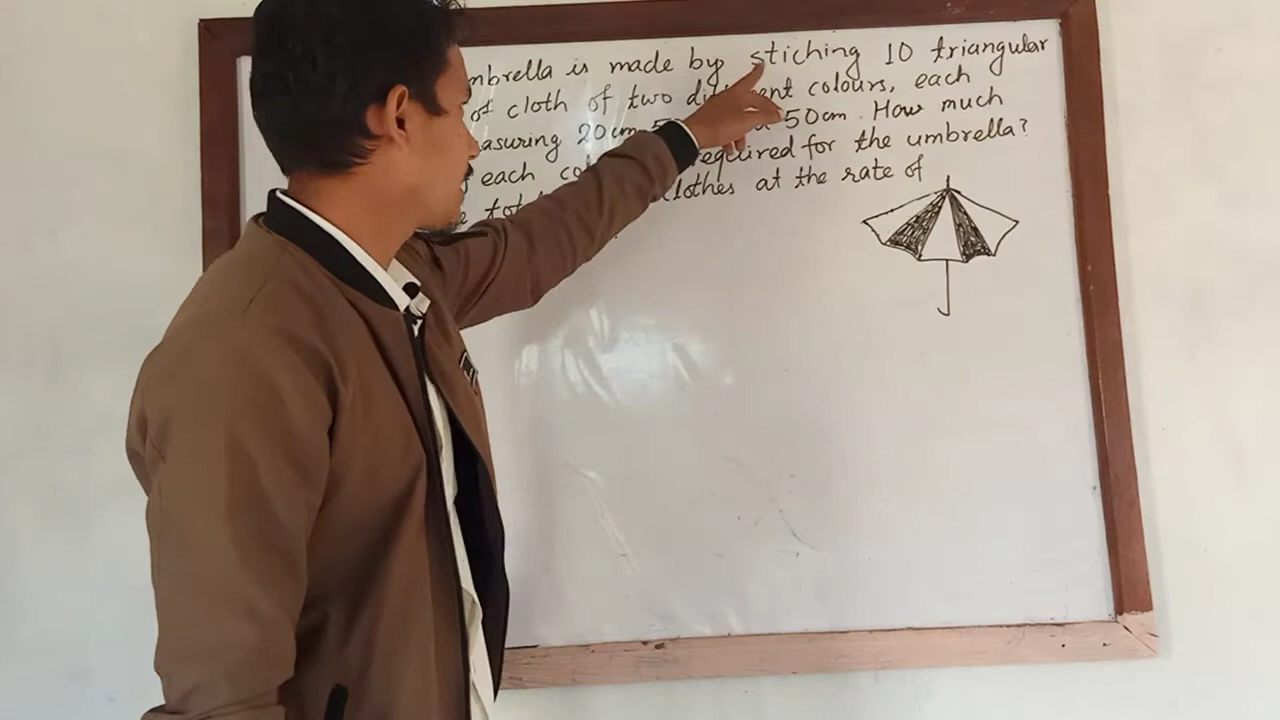 mbrella is made by stiching 10 triangular
of cloth of two different colours, each
asuring 20cm 50cm. How much
each required for the umbrella?
clothes at the rate of